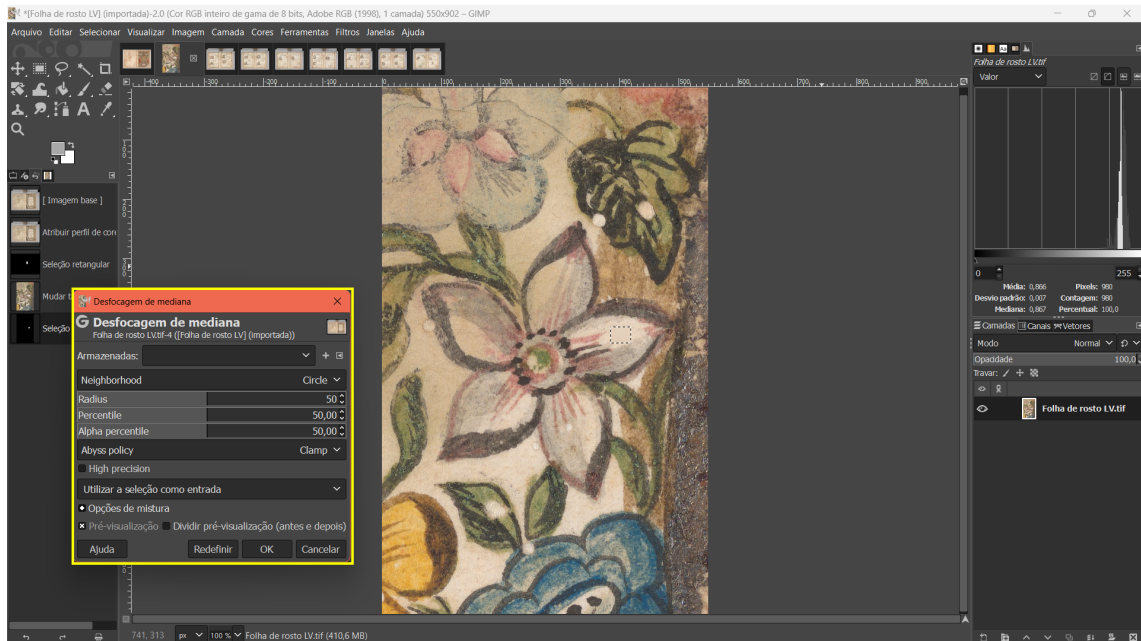 *[Folha de rosto LV] (importada)-2.0 (Cor RGB inteiro de gama de 8 bits, Adobe RGB (1998), 1 camada) 550x902 – GIMP
Arquivo Editar Selecionar Visualizar Imagem Camada Cores Ferramentas Filtros Janelas Ajuda
Folha de rosto LV.tif
Valor
[ Imagem base ]
Atribuir perfil de core
Seleção retangular
Mudar t
Seleção
0 255
Média: 0,866 Pixels: 980
Desvio padrão: 0,007 Contagem: 980
Mediana: 0,867 Percentual: 100,0
Camadas Canais Vetores
Modo Normal
Opacidade 100,0
Travar:
Folha de rosto LV.tif
Desfocagem de mediana
G Desfocagem de mediana
Folha de rosto LV.tif-4 ([Folha de rosto LV] (importada))
Armazenadas:
Neighborhood Circle
Radius 50
Percentile 50,00
Alpha percentile 50,00
Abyss policy Clamp
High precision
Utilizar a seleção como entrada
Opções de mistura
Pré-visualização Dividir pré-visualização (antes e depois)
Ajuda Redefinir OK Cancelar
741, 313 px 100 % Folha de rosto LV.tif (410,6 MB)